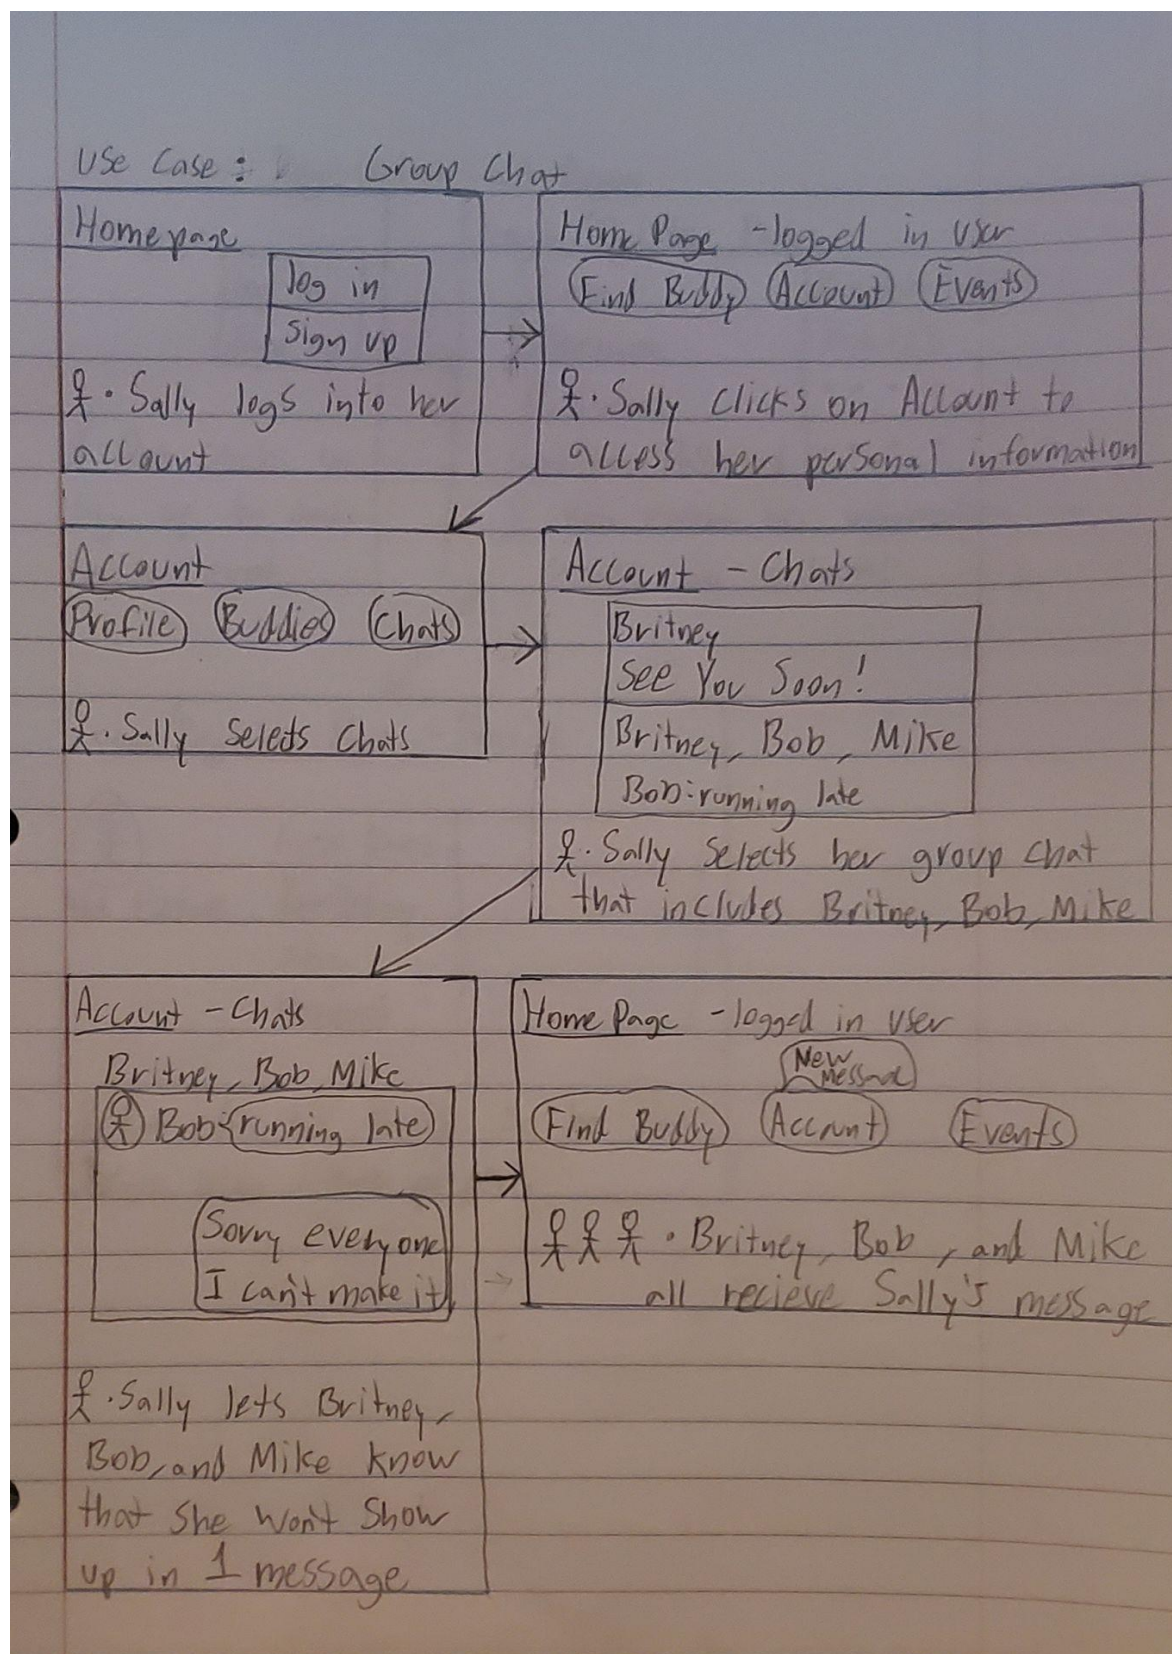 Use Case: Group Chat
Homepage
log in
sign up
• Sally logs into her
account
Home Page - logged in user
Find Buddy Account Events
• Sally clicks on Account to
access her personal information
Account
Profile Buddies Chats
• Sally selects Chats
Account - Chats
Britney
See You Soon!
Britney, Bob, Mike
Bob: running late
• Sally selects her group chat
that includes Britney, Bob, Mike
Account - Chats
Britney, Bob, Mike
Bob: running late
Sorry everyone
I can't make it
• Sally lets Britney,
Bob, and Mike know
that she won't show
up in 1 message
Home Page - logged in user
New
Message
Find Buddy Account Events
• Britney, Bob, and Mike
all recieve Sally's message